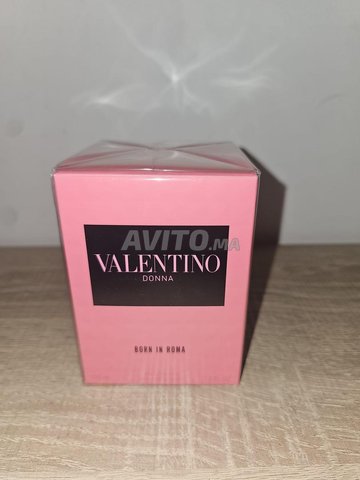 AVITO.MA
VALENTINO
DONNA
BORN IN ROMA